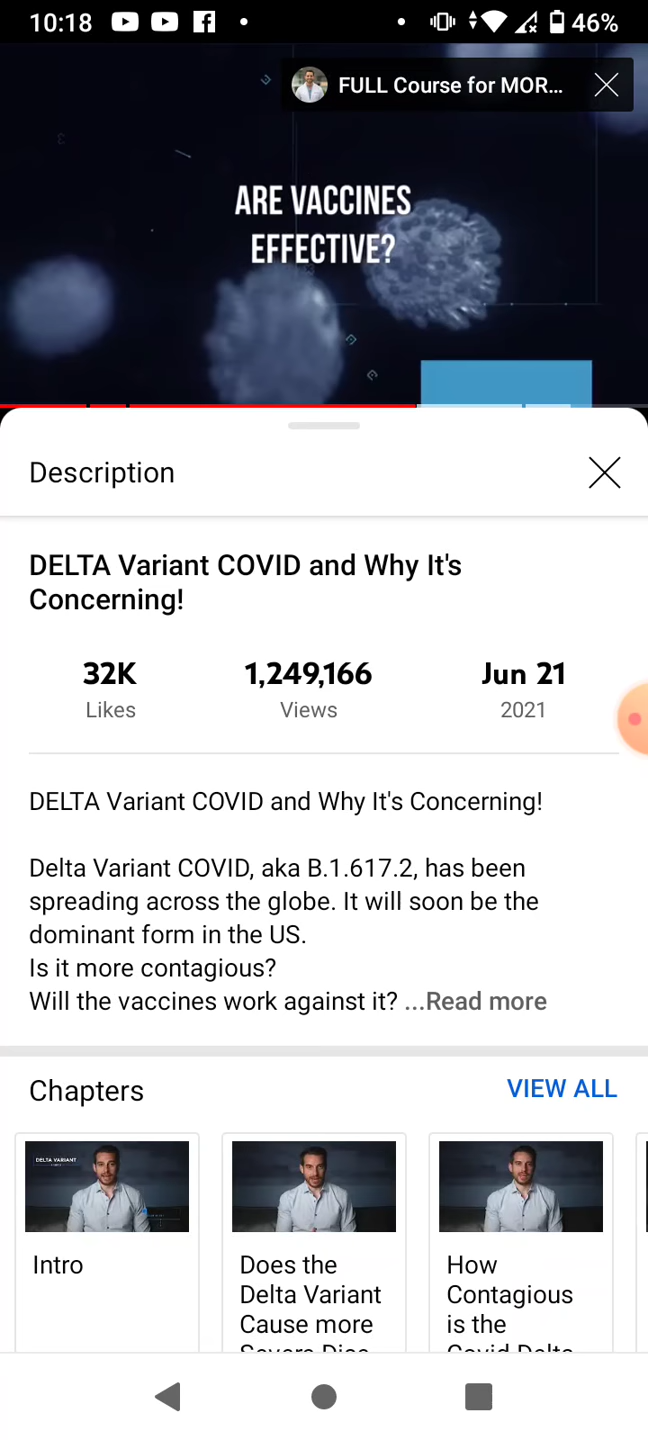 10:18
46%
FULL Course for MOR...
ARE VACCINES
EFFECTIVE?
Description
DELTA Variant COVID and Why It's
Concerning!
32K 1,249,166 Jun 21
Likes Views 2021
DELTA Variant COVID and Why It's Concerning!
Delta Variant COVID, aka B.1.617.2, has been
spreading across the globe. It will soon be the
dominant form in the US.
Is it more contagious?
Will the vaccines work against it? ...Read more
Chapters VIEW ALL
DELTA VARIANT
Intro
Does the
Delta Variant
Cause more
How
Contagious
is the
Covid Delta